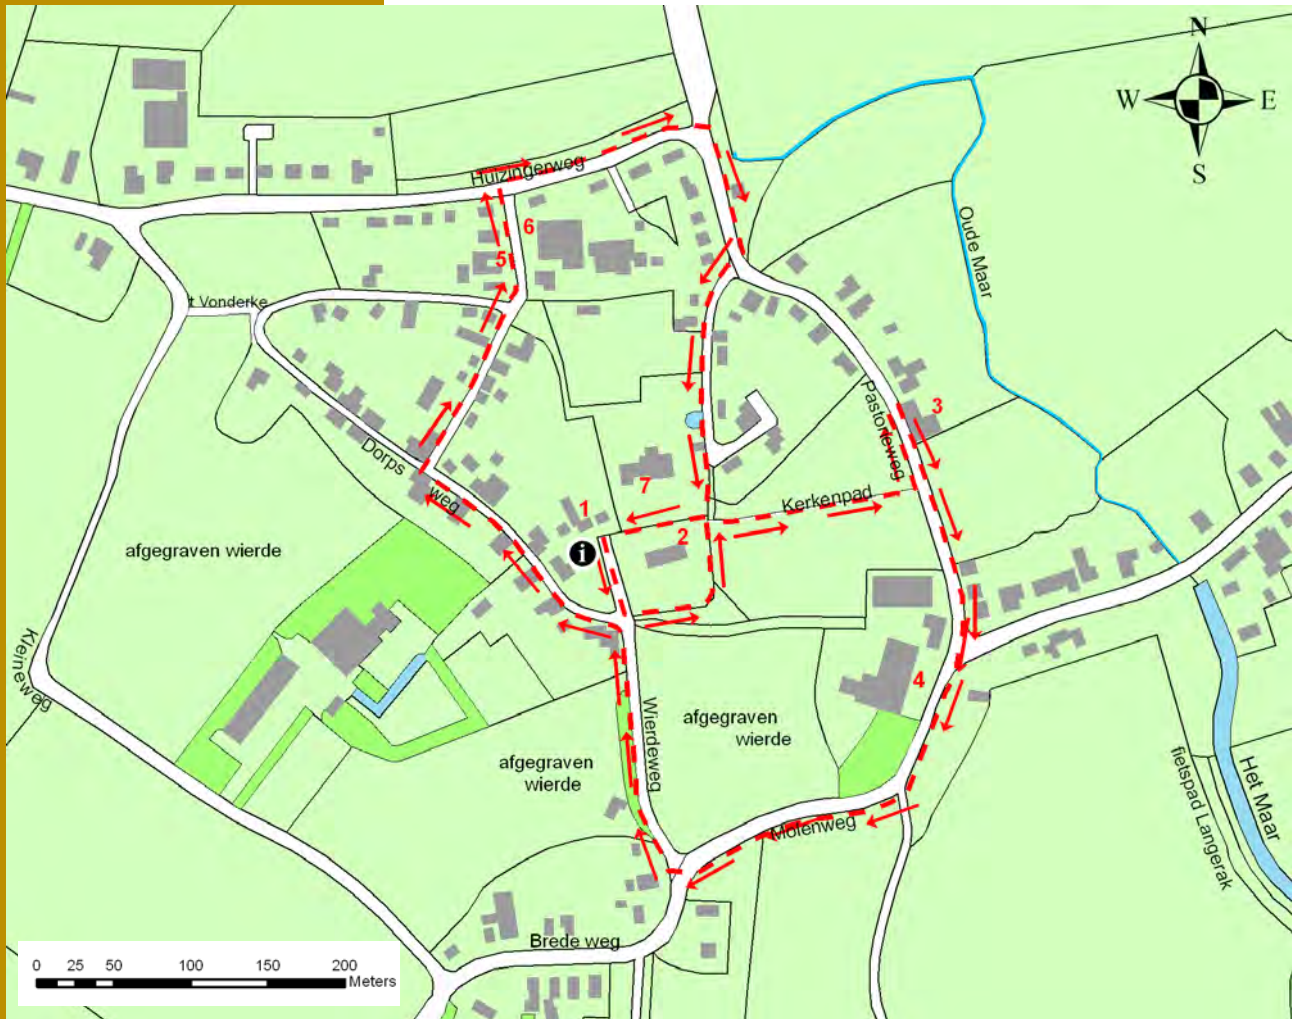 N
W E
S
Huizingerweg
6
5
't Vonderke
Oude Maar
3
Pastorieweg
Dorps
weg
7
Kerkenpad
1
2
i
afgegraven wierde
Kleineweg
4
Wierdeweg
afgegraven
wierde
afgegraven
wierde
Molenweg
fietspad Langerak
Het Maar
Brede weg
0 25 50 100 150 200
Meters